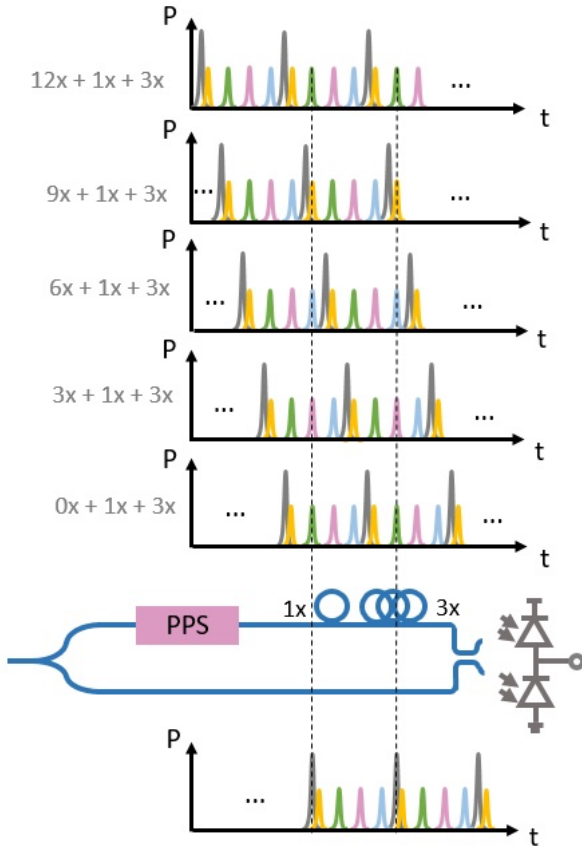 P
12x + 1x + 3x
...
t
P
...
9x + 1x + 3x
...
t
P
6x + 1x + 3x
...
...
t
P
3x + 1x + 3x
...
...
t
P
0x + 1x + 3x
...
...
t
PPS
1x
3x
P
...
t